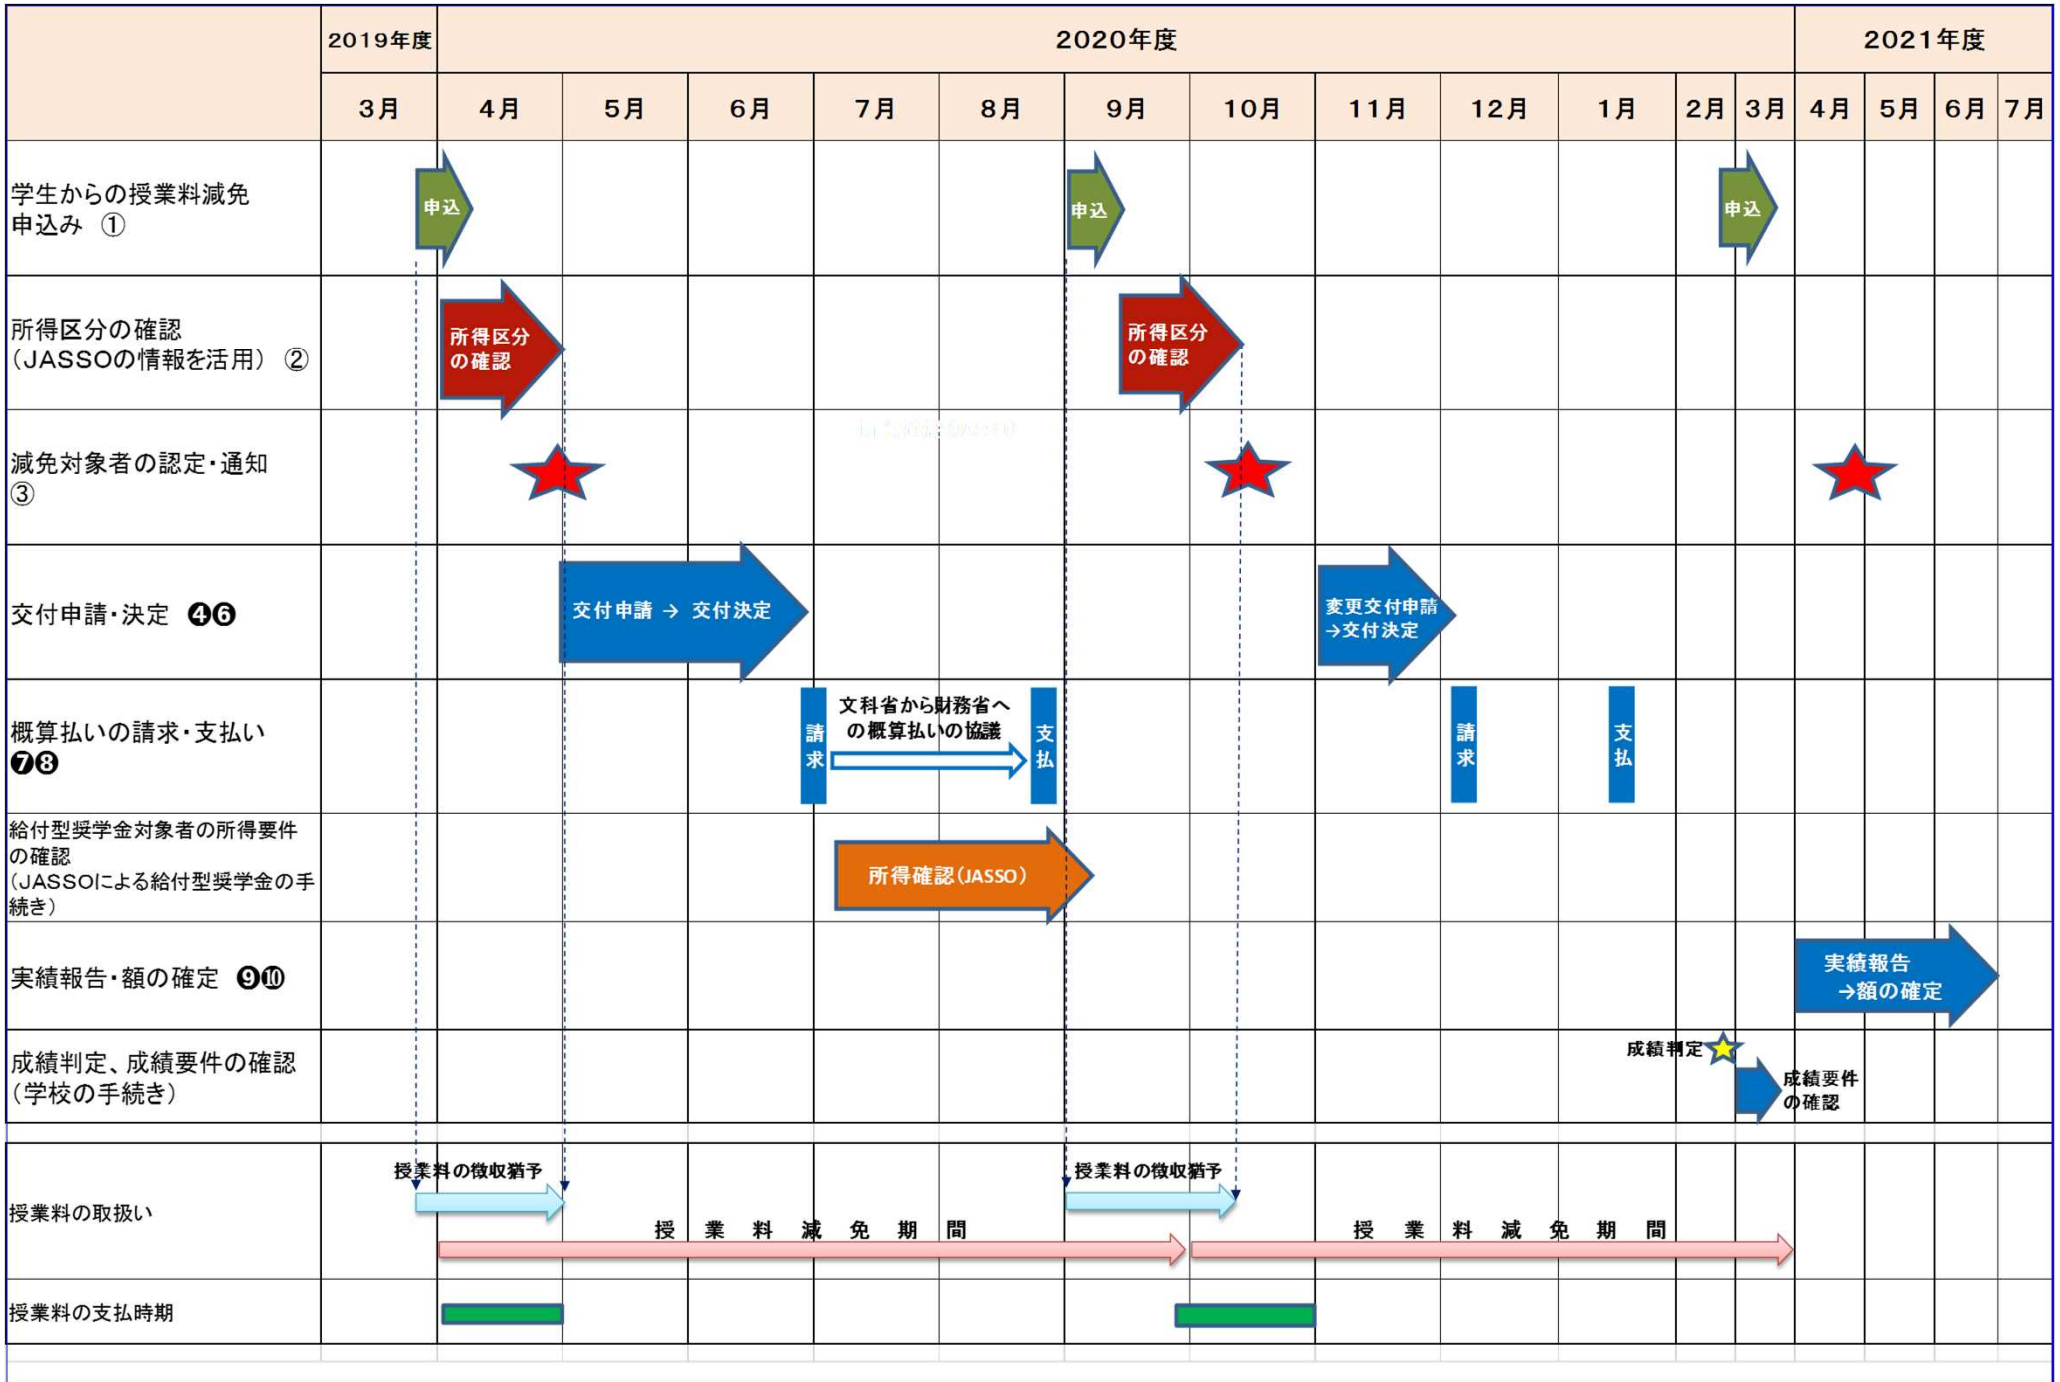 2019年度
2020年度
2021年度
3月
4月
5月
6月
7月
8月
9月
10月
11月
12月
1月
2月
3月
4月
5月
6月
7月
学生からの授業料減免
申込み ①
申込
申込
申込
所得区分の確認
（JASSOの情報を活用） ②
所得区分
の確認
所得区分
の確認
減免対象者の認定・通知
③
交付申請・決定 ❹❻
交付申請 → 交付決定
変更交付申請
→交付決定
概算払いの請求・支払い
❼❽
請求
文科省から財務省へ
の概算払いの協議
支払
請求
支払
給付型奨学金対象者の所得要件
の確認
（JASSOによる給付型奨学金の手
続き）
所得確認（JASSO）
実績報告・額の確定 ❾❿
実績報告
→額の確定
成績判定、成績要件の確認
（学校の手続き）
成績判定
成績要件
の確認
授業料の取扱い
授業料の徴収猶予
授業料の徴収猶予
授業料減免期間
授業料減免期間
授業料の支払時期